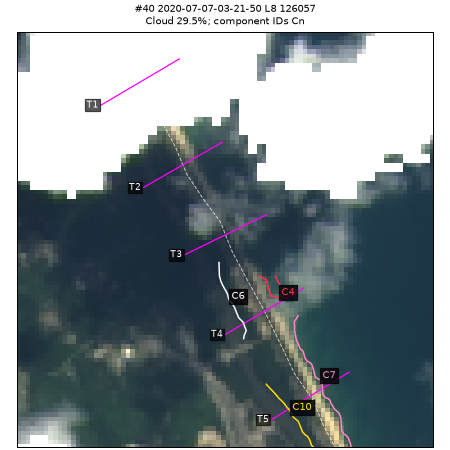 #40 2020-07-07-03-21-50 L8 126057
Cloud 29.5%; component IDs Cn
T1
T2
T3
C4
C6
T4
C7
C10
T5